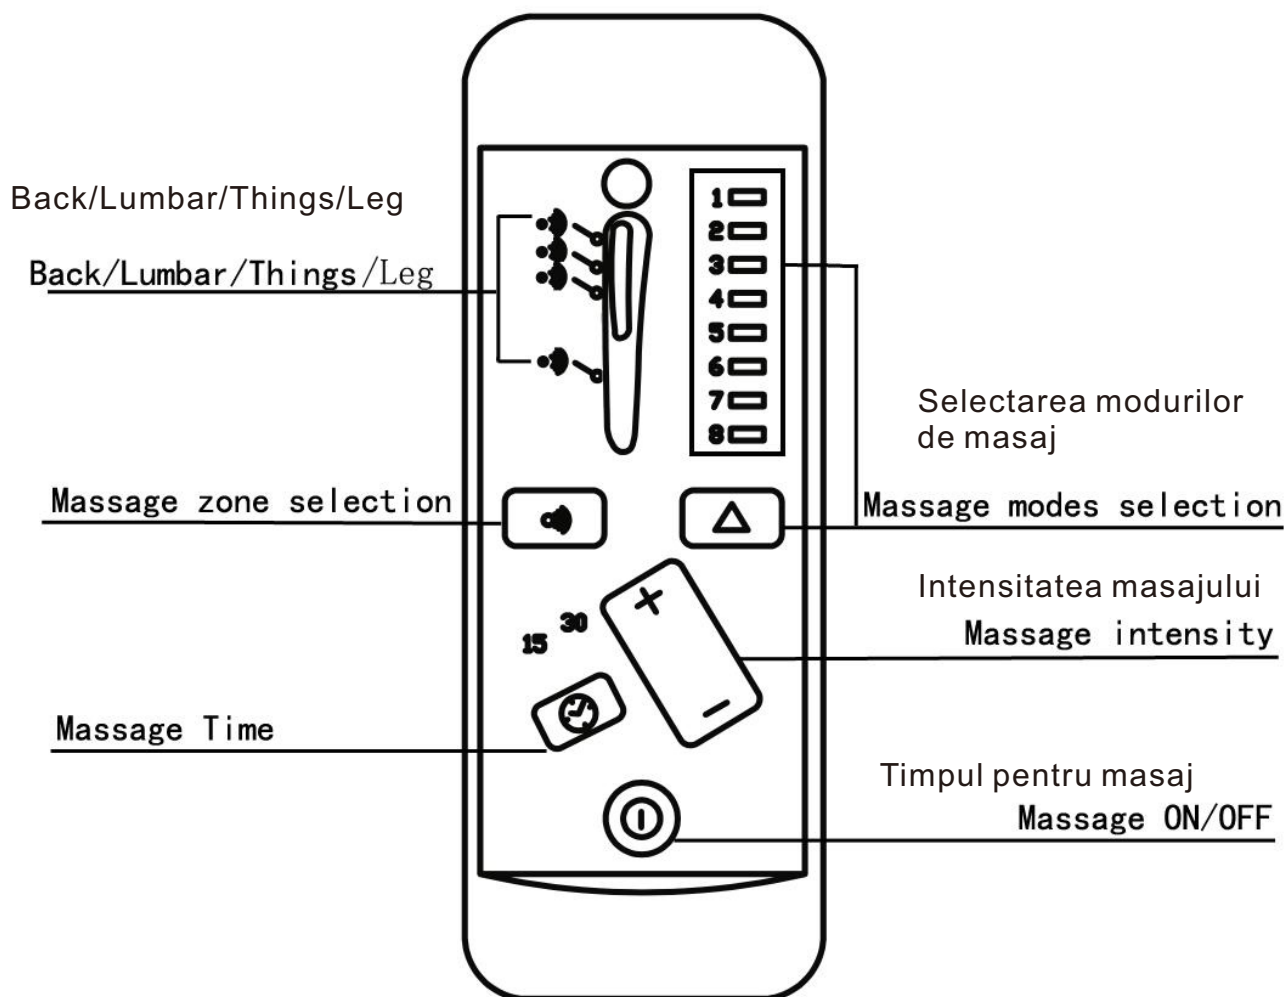 Back/Lumbar/Things/Leg
Back/Lumbar/Things/Leg
1
2
3
4
5
6
7
8
Selectarea modurilor
de masaj
Massage zone selection
Massage modes selection
Intensitatea masajului
Massage intensity
+
30
15
-
Massage Time
Timpul pentru masaj
Massage ON/OFF